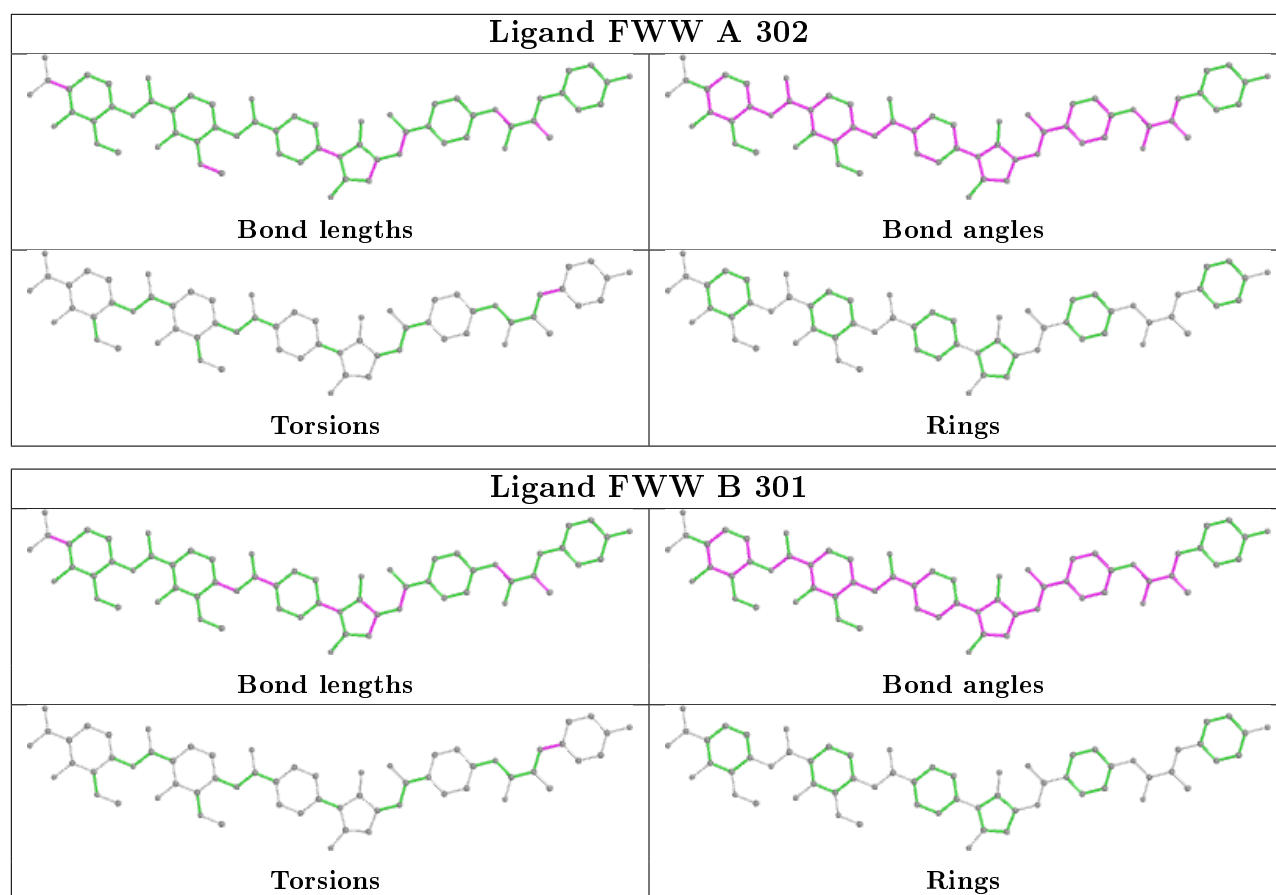 Ligand FWW A 302
Bond lengths
Bond angles
Torsions
Rings
Ligand FWW B 301
Bond lengths
Bond angles
Torsions
Rings